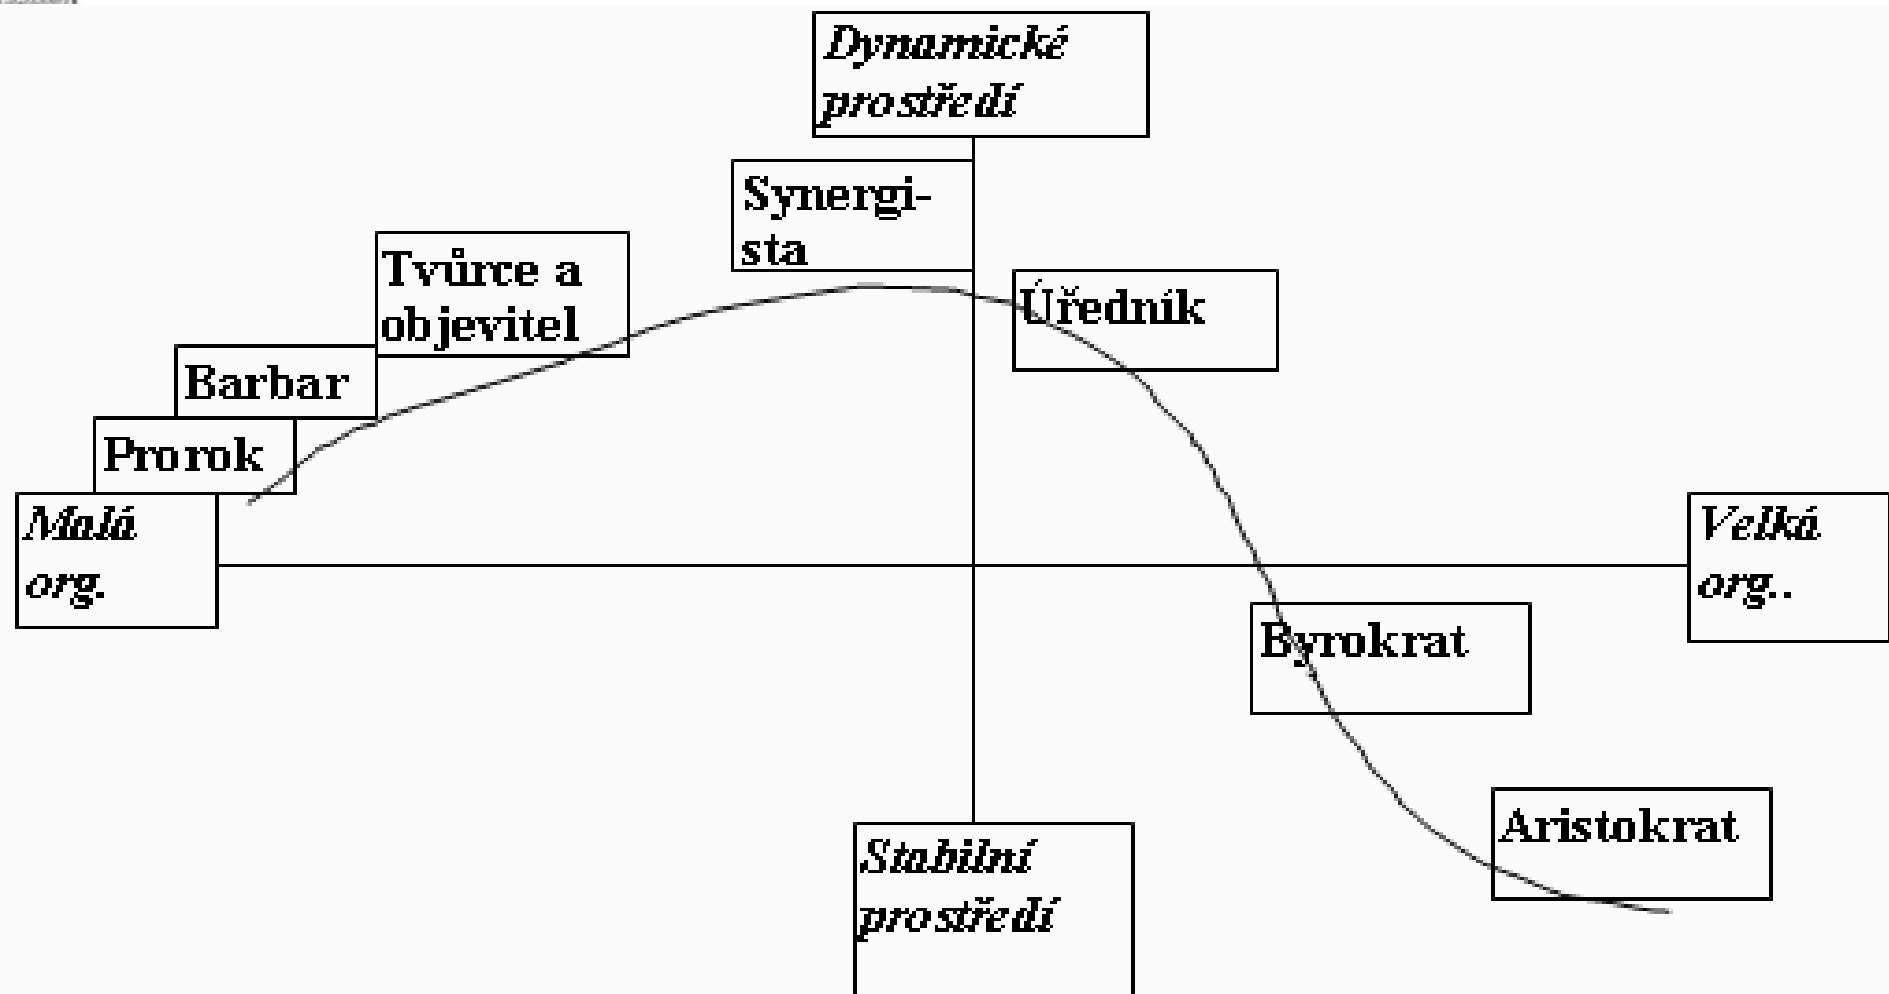 Dynamické
prostředí
Synergi-
sta
Tvůrce a
objevitel
Úředník
Barbar
Prorok
Malá
org.
Velká
org..
Byrokrat
Aristokrat
Stabilní
prostředí